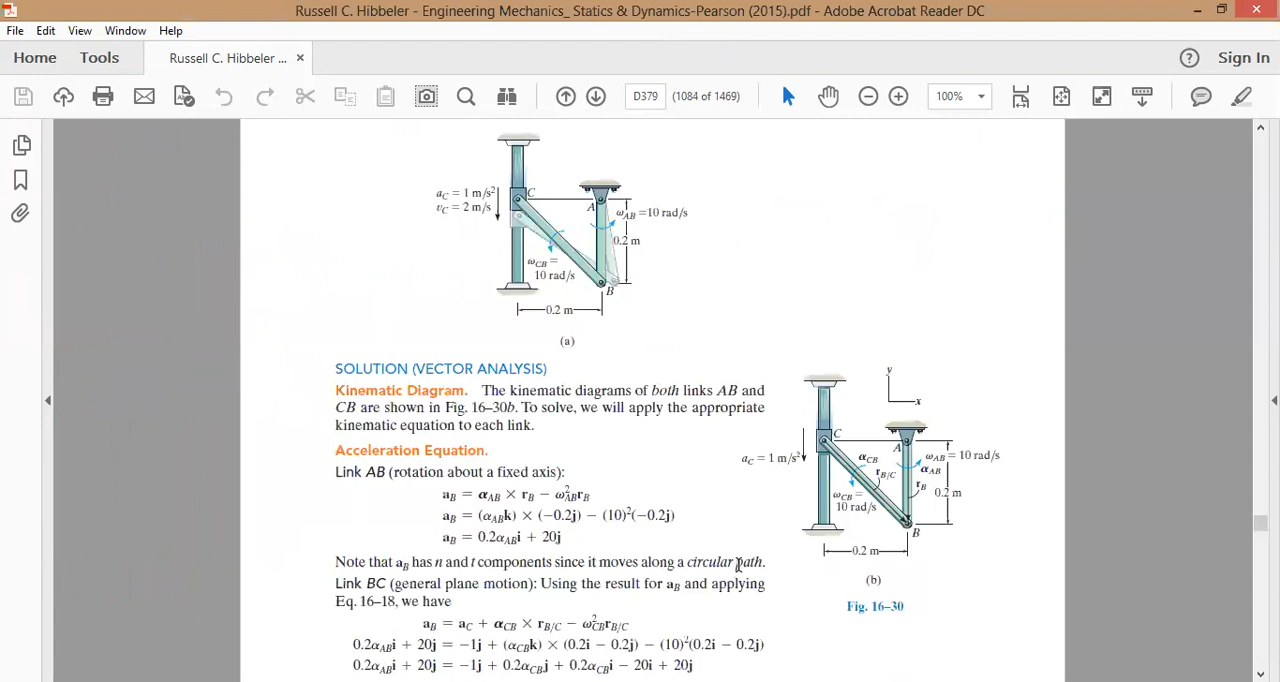 Russell C. Hibbeler - Engineering Mechanics_ Statics & Dynamics-Pearson (2015).pdf - Adobe Acrobat Reader DC
File Edit View Window Help
Home Tools Russell C. Hibbeler ... × Sign In
D379 (1084 of 1469) 100%
a_C = 1 m/s²
v_C = 2 m/s
C
A
ω_AB = 10 rad/s
0.2 m
ω_CB =
10 rad/s
B
0.2 m
(a)
SOLUTION (VECTOR ANALYSIS)
Kinematic Diagram. The kinematic diagrams of both links AB and
CB are shown in Fig. 16–30b. To solve, we will apply the appropriate
kinematic equation to each link.
Acceleration Equation.
Link AB (rotation about a fixed axis):
a_B = α_AB × r_B − ω²_AB r_B
a_B = (α_AB k) × (−0.2j) − (10)²(−0.2j)
a_B = 0.2α_AB i + 20j
Note that a_B has n and t components since it moves along a circular path.
Link BC (general plane motion): Using the result for a_B and applying
Eq. 16–18, we have
a_B = a_C + α_CB × r_B/C − ω²_CB r_B/C
0.2α_AB i + 20j = −1j + (α_CB k) × (0.2i − 0.2j) − (10)²(0.2i − 0.2j)
0.2α_AB i + 20j = −1j + 0.2α_CB j + 0.2α_CB i − 20i + 20j
y
x
C
A
a_C = 1 m/s²
α_CB
ω_AB = 10 rad/s
α_AB
r_B/C
r_B
0.2 m
ω_CB =
10 rad/s
B
0.2 m
(b)
Fig. 16–30